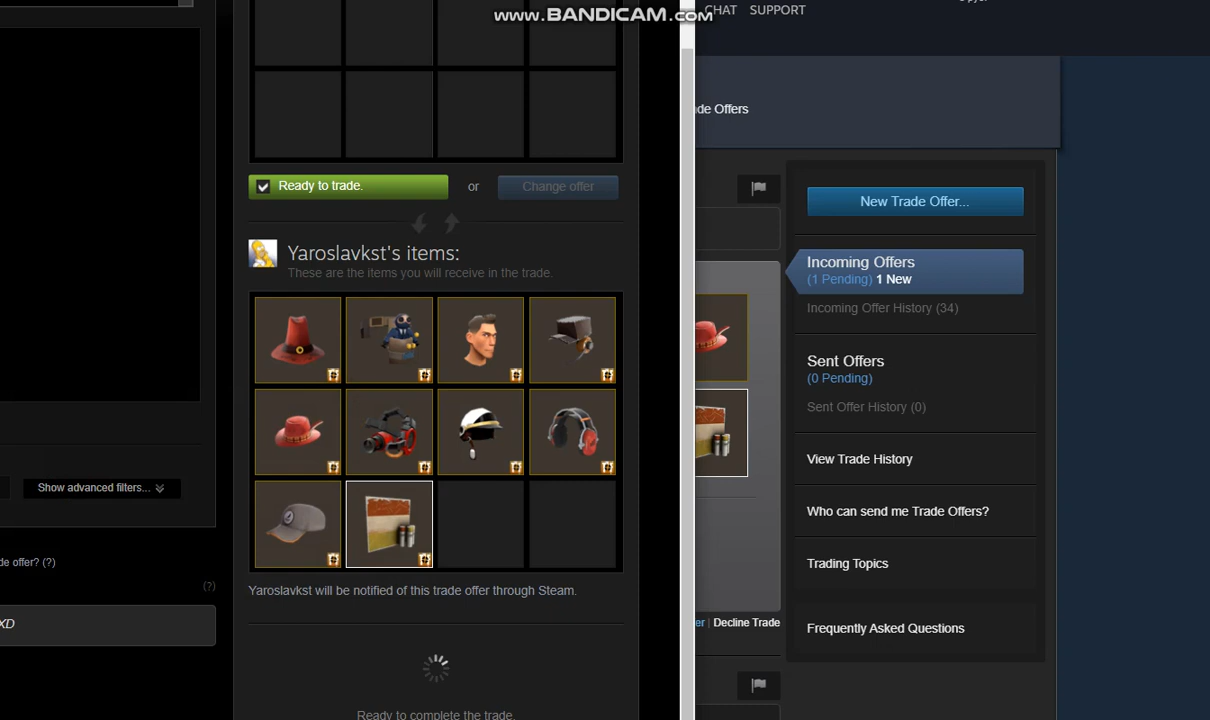 www.BANDICAM.com
CHAT SUPPORT
de Offers
Ready to trade.
or
Change offer
New Trade Offer...
Yaroslavkst's items:
These are the items you will receive in the trade.
Incoming Offers
(1 Pending) 1 New
Incoming Offer History (34)
Sent Offers
(0 Pending)
Sent Offer History (0)
View Trade History
Show advanced filters...
Who can send me Trade Offers?
de offer? (?)
Trading Topics
(?)
Yaroslavkst will be notified of this trade offer through Steam.
XD
er | Decline Trade
Frequently Asked Questions
Ready to complete the trade.